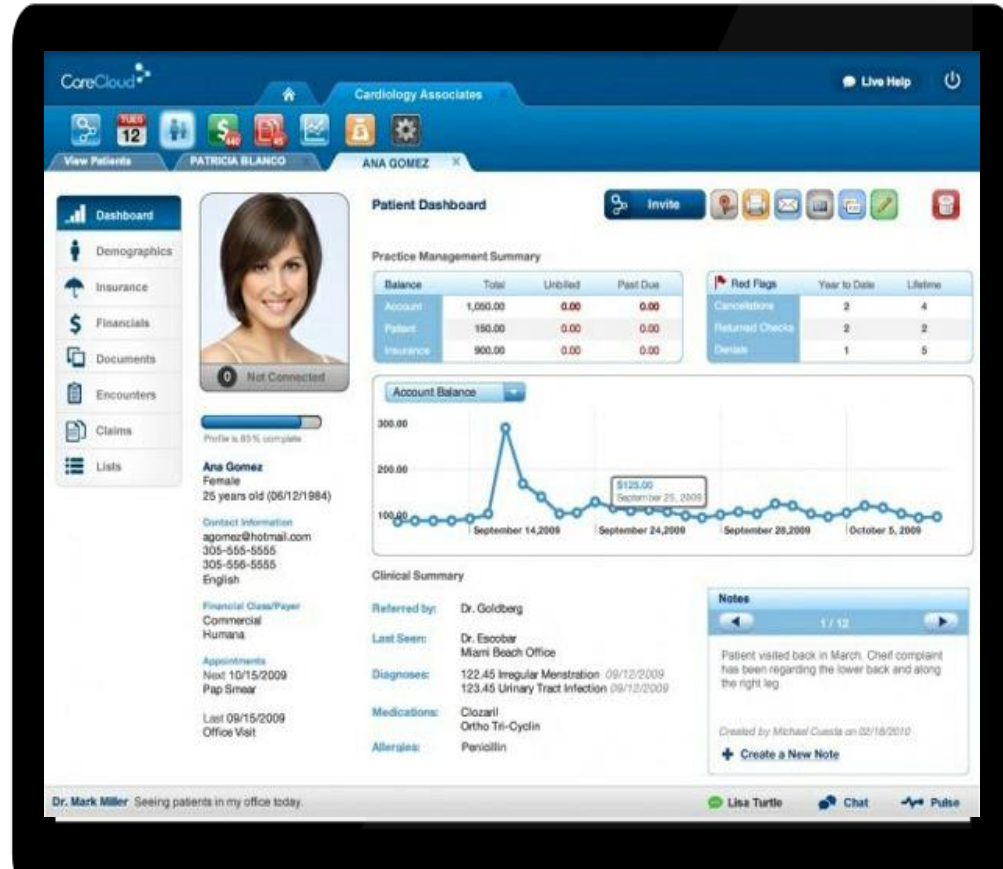 CareCloud
Cardiology Associates
Live Help
TUES
12
440
45
View Patients
PATRICIA BLANCO
ANA GOMEZ
Dashboard
Demographics
Insurance
Financials
Documents
Encounters
Claims
Lists
0 Not Connected
Profile is 85% complete
Ana Gomez
Female
25 years old (06/12/1984)
Contact Information
agomez@hotmail.com
305-555-5555
305-556-5555
English
Financial Class/Payer
Commercial
Humana
Appointments
Next 10/15/2009
Pap Smear
Last 09/15/2009
Office Visit
Patient Dashboard
Invite
Practice Management Summary
Balance Total Unbilled Past Due
Account 1,050.00 0.00 0.00
Patient 150.00 0.00 0.00
Insurance 900.00 0.00 0.00
Red Flags Year to Date Lifetime
Cancellations 2 4
Returned Checks 2 2
Denials 1 5
Account Balance
300.00
200.00
100.00
$125.00
September 25, 2009
September 14,2009 September 24,2009 September 28,2009 October 5, 2009
Clinical Summary
Referred by: Dr. Goldberg
Last Seen: Dr. Escobar
Miami Beach Office
Diagnoses: 122.45 Irregular Menstration 09/12/2009
123.45 Urinary Tract Infection 09/12/2009
Medications: Clozaril
Ortho Tri-Cyclin
Allergies: Penicillin
Notes
1 / 12
Patient visited back in March. Cheif complaint
has been regarding the lower back and along
the right leg
Created by Michael Cuesta on 02/18/2010
Create a New Note
Dr. Mark Miller Seeing patients in my office today.
Lisa Turtle
Chat
Pulse